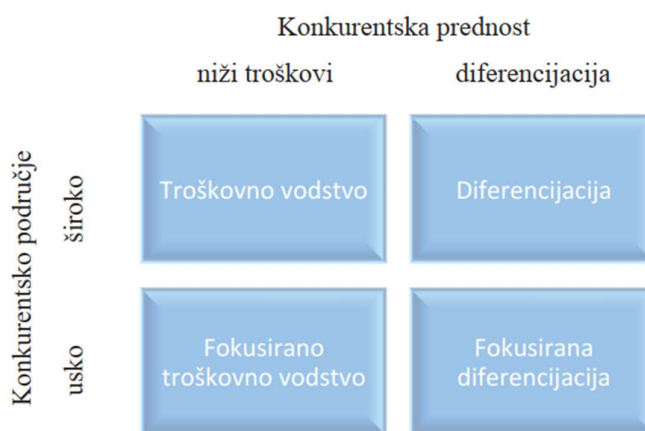 Konkurentska prednost
niži troškovi diferencijacija
Konkurentsko područje
široko
Troškovno vodstvo
Diferencijacija
usko
Fokusirano
troškovno vodstvo
Fokusirana
diferencijacija